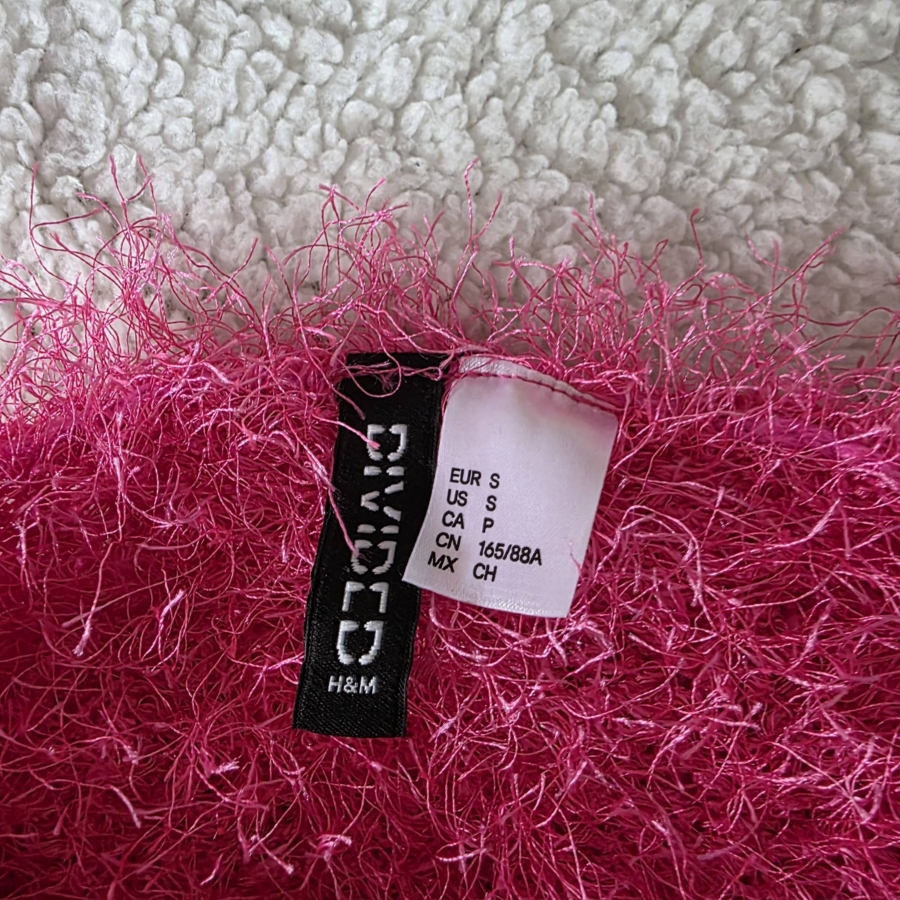 DIVIDED
H&M
EUR S
US S
CA P
CN 165/88A
MX CH